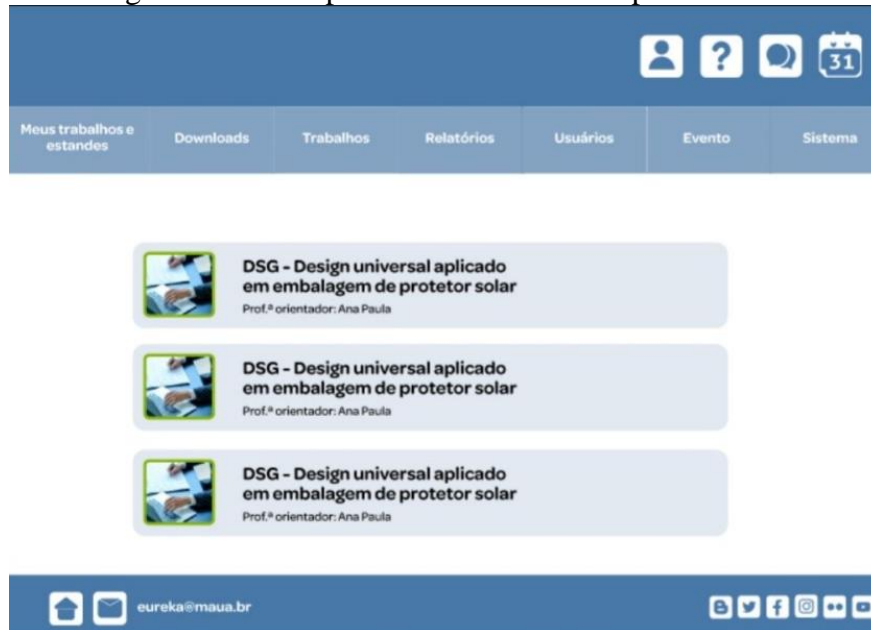 31
Meus trabalhos e
estandes
Downloads
Trabalhos
Relatórios
Usuários
Evento
Sistema
DSG - Design universal aplicado
em embalagem de protetor solar
Prof.ª orientador: Ana Paula
DSG - Design universal aplicado
em embalagem de protetor solar
Prof.ª orientador: Ana Paula
DSG - Design universal aplicado
em embalagem de protetor solar
Prof.ª orientador: Ana Paula
eureka@maua.br